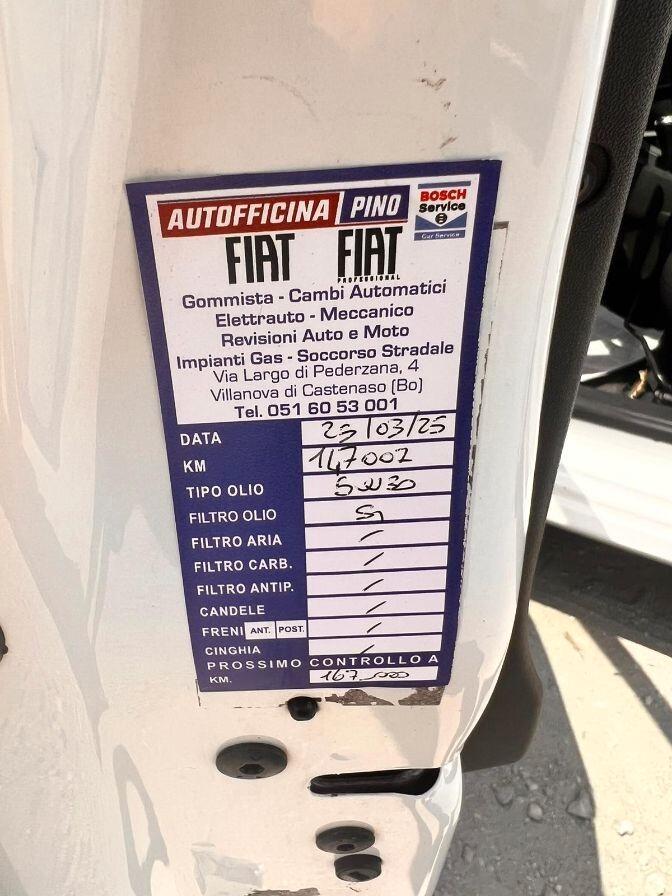 AUTOFFICINA PINO
BOSCH
Service
Car Service
FIAT FIAT
PROFESSIONAL
Gommista - Cambi Automatici
Elettrauto - Meccanico
Revisioni Auto e Moto
Impianti Gas - Soccorso Stradale
Via Largo di Pederzana, 4
Villanova di Castenaso (Bo)
Tel. 051 60 53 001
DATA 23/03/25
KM 147002
TIPO OLIO 5W30
FILTRO OLIO SI
FILTRO ARIA /
FILTRO CARB. /
FILTRO ANTIP. /
CANDELE /
FRENI ANT. POST. /
CINGHIA /
PROSSIMO CONTROLLO A
KM. 167000